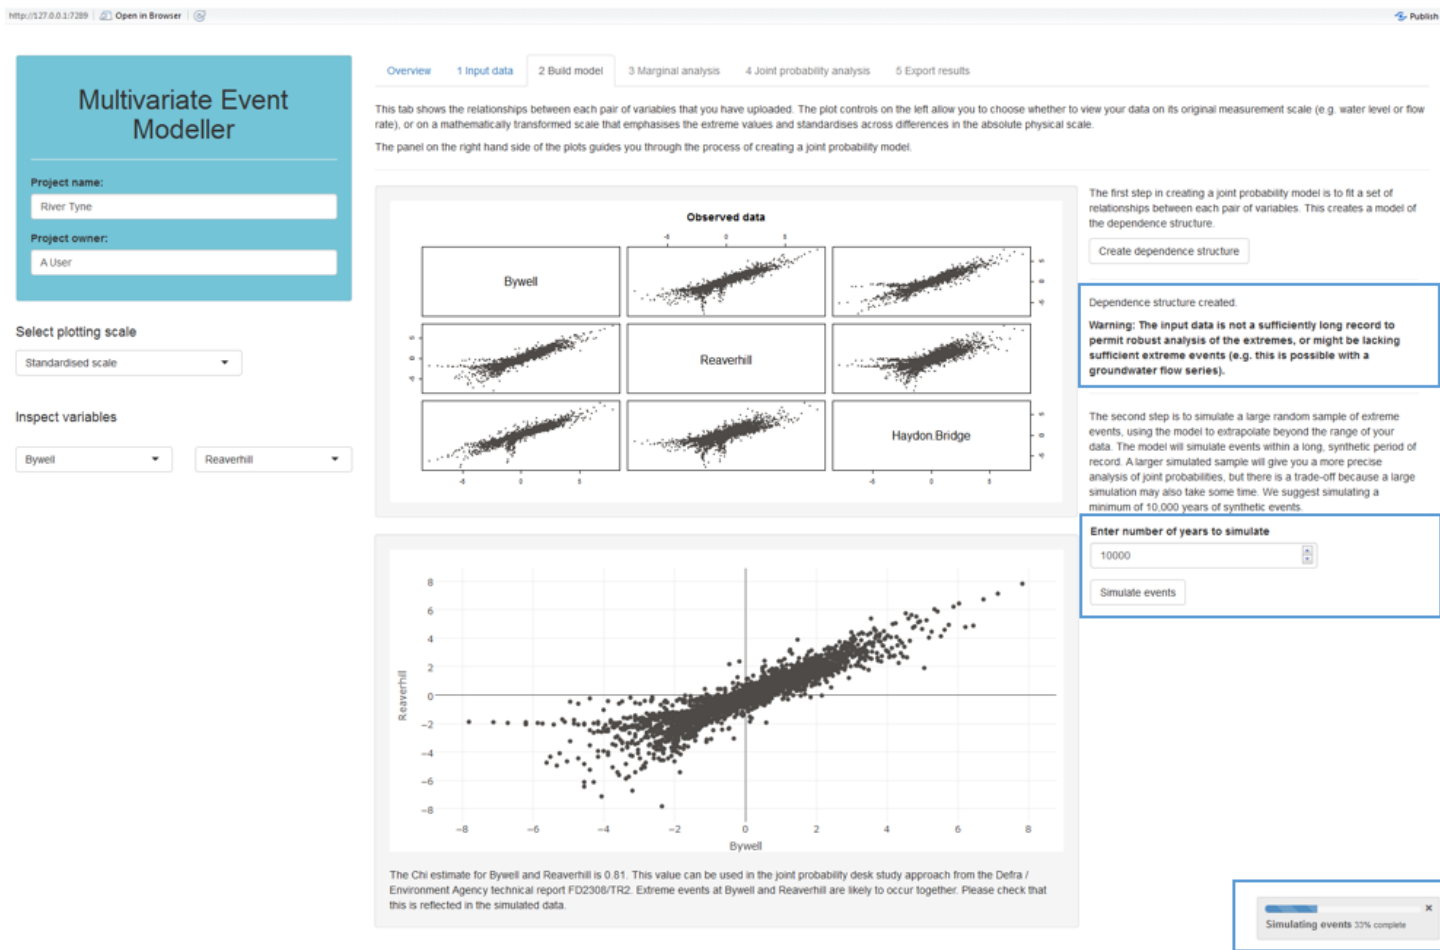 http://127.0.0.1:7289 Open in Browser Publish
Multivariate Event
Modeller
Project name:
River Tyne
Project owner:
A User
Select plotting scale
Standardised scale
Inspect variables
Bywell Reaverhill
Overview 1 Input data 2 Build model 3 Marginal analysis 4 Joint probability analysis 5 Export results
This tab shows the relationships between each pair of variables that you have uploaded. The plot controls on the left allow you to choose whether to view your data on its original measurement scale (e.g. water level or flow
rate), or on a mathematically transformed scale that emphasises the extreme values and standardises across differences in the absolute physical scale.
The panel on the right hand side of the plots guides you through the process of creating a joint probability model.
Observed data
-5 0 5
Bywell
5
0
-5
5
0
-5
Reaverhill
Haydon.Bridge
5
0
-5
-5 0 5
-5 0 5
8
6
4
2
0
-2
-4
-6
-8
Reaverhill
-8 -6 -4 -2 0 2 4 6 8
Bywell
The Chi estimate for Bywell and Reaverhill is 0.81. This value can be used in the joint probability desk study approach from the Defra /
Environment Agency technical report FD2308/TR2. Extreme events at Bywell and Reaverhill are likely to occur together. Please check that
this is reflected in the simulated data.
The first step in creating a joint probability model is to fit a set of
relationships between each pair of variables. This creates a model of
the dependence structure.
Create dependence structure
Dependence structure created.
Warning: The input data is not a sufficiently long record to
permit robust analysis of the extremes, or might be lacking
sufficient extreme events (e.g. this is possible with a
groundwater flow series).
The second step is to simulate a large random sample of extreme
events, using the model to extrapolate beyond the range of your
data. The model will simulate events within a long, synthetic period of
record. A larger simulated sample will give you a more precise
analysis of joint probabilities, but there is a trade-off because a large
simulation may also take some time. We suggest simulating a
minimum of 10,000 years of synthetic events.
Enter number of years to simulate
10000
Simulate events
Simulating events 33% complete